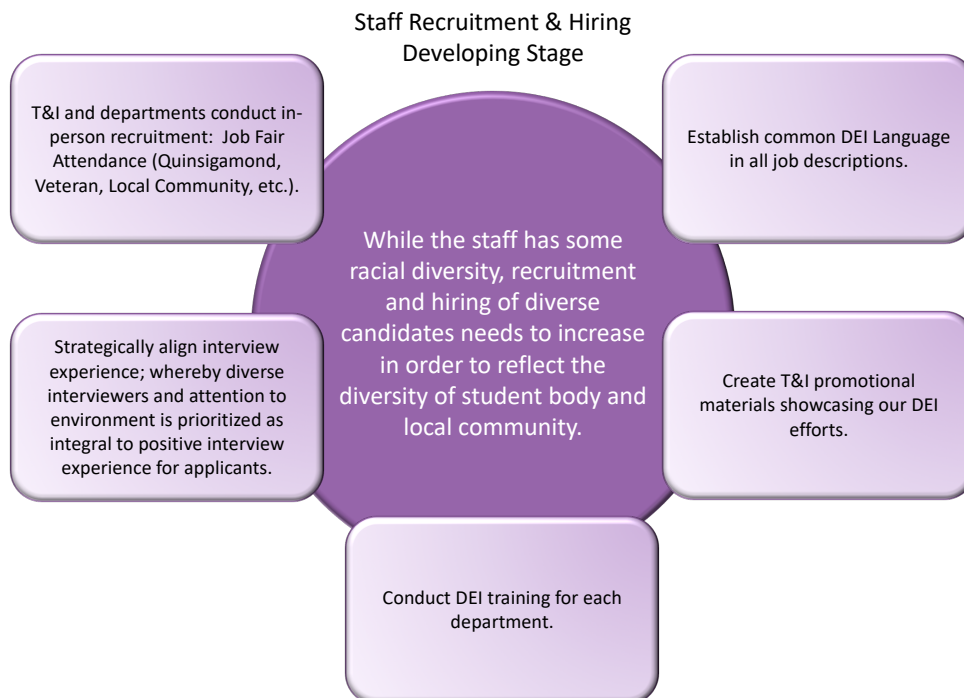 Staff Recruitment & Hiring
Developing Stage
T&I and departments conduct in-
person recruitment:  Job Fair
Attendance (Quinsigamond,
Veteran, Local Community, etc.).
Establish common DEI Language
in all job descriptions.
While the staff has some
racial diversity, recruitment
and hiring of diverse
candidates needs to increase
in order to reflect the
diversity of student body and
local community.
Strategically align interview
experience; whereby diverse
interviewers and attention to
environment is prioritized as
integral to positive interview
experience for applicants.
Create T&I promotional
materials showcasing our DEI
efforts.
Conduct DEI training for each
department.